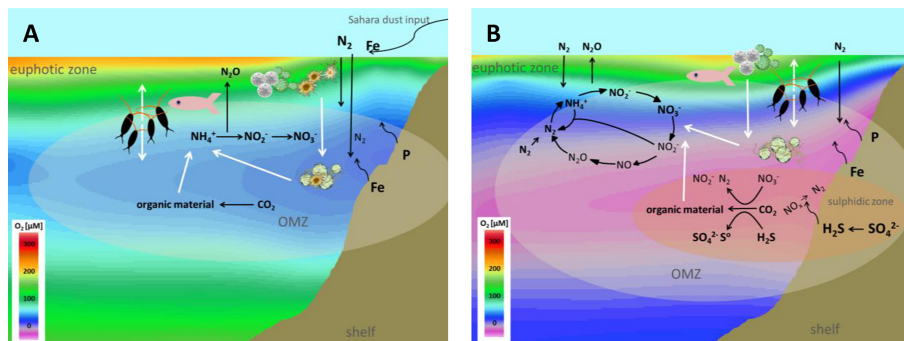 A
Sahara dust input
N₂
Fe
euphotic zone
N₂O
NH₄⁺
NO₂⁻
NO₃⁻
N₂
P
Fe
organic material
CO₂
OMZ
O₂ [µM]
300
200
100
0
shelf
B
N₂
N₂O
N₂
euphotic zone
NO₂⁻
NH₄⁺
NO₃⁻
N₂
N₂
NO₂⁻
N₂O
NO
P
Fe
NO₂⁻ N₂
NO₃⁻
N₂
NOₓ
sulphidic zone
organic material
CO₂
SO₄²⁻ S⁰
H₂S
H₂S
SO₄²⁻
OMZ
O₂ [µM]
300
200
100
0
shelf